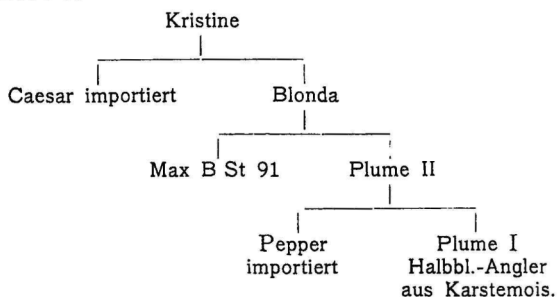 Kristine
Caesar importiert Blonda
Max B St 91 Plume II
Pepper Plume I
importiert Halbbl.-Angler
aus Karstemois.